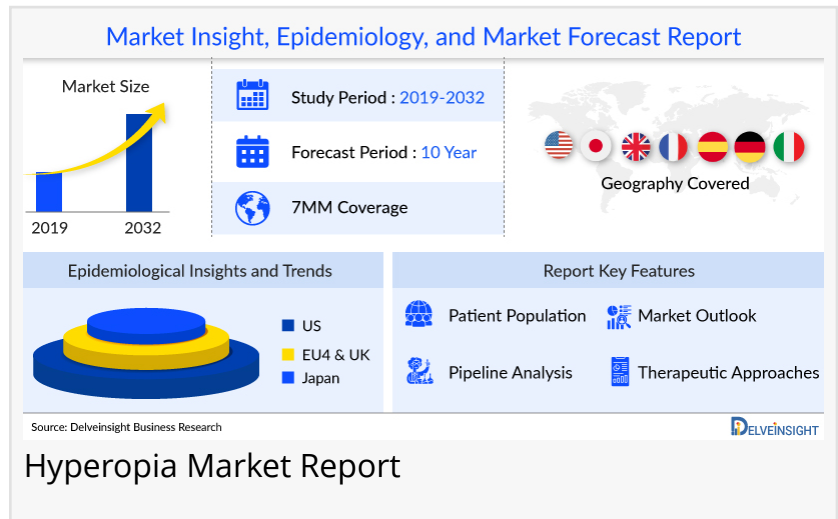 Market Insight, Epidemiology, and Market Forecast Report
Market Size
2019
2032
Study Period : 2019-2032
Forecast Period : 10 Year
7MM Coverage
Geography Covered
Epidemiological Insights and Trends
US
EU4 & UK
Japan
Report Key Features
Patient Population
Market Outlook
Pipeline Analysis
Therapeutic Approaches
Source: Delveinsight Business Research
DELVEINSIGHT
Hyperopia Market Report